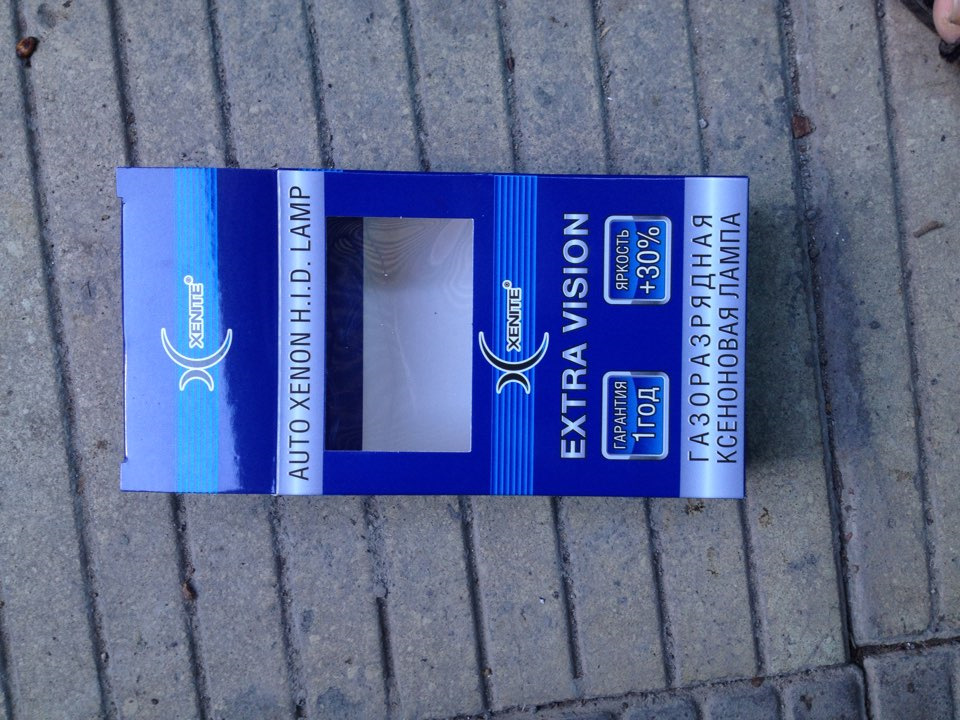 XENITE®
AUTO XENON H.I.D. LAMP
XENITE®
EXTRA VISION
ГАРАНТИЯ
1ГОД
ЯРКОСТЬ
+30%
ГАЗОРАЗРЯДНАЯ
КСЕНОНОВАЯ ЛАМПА